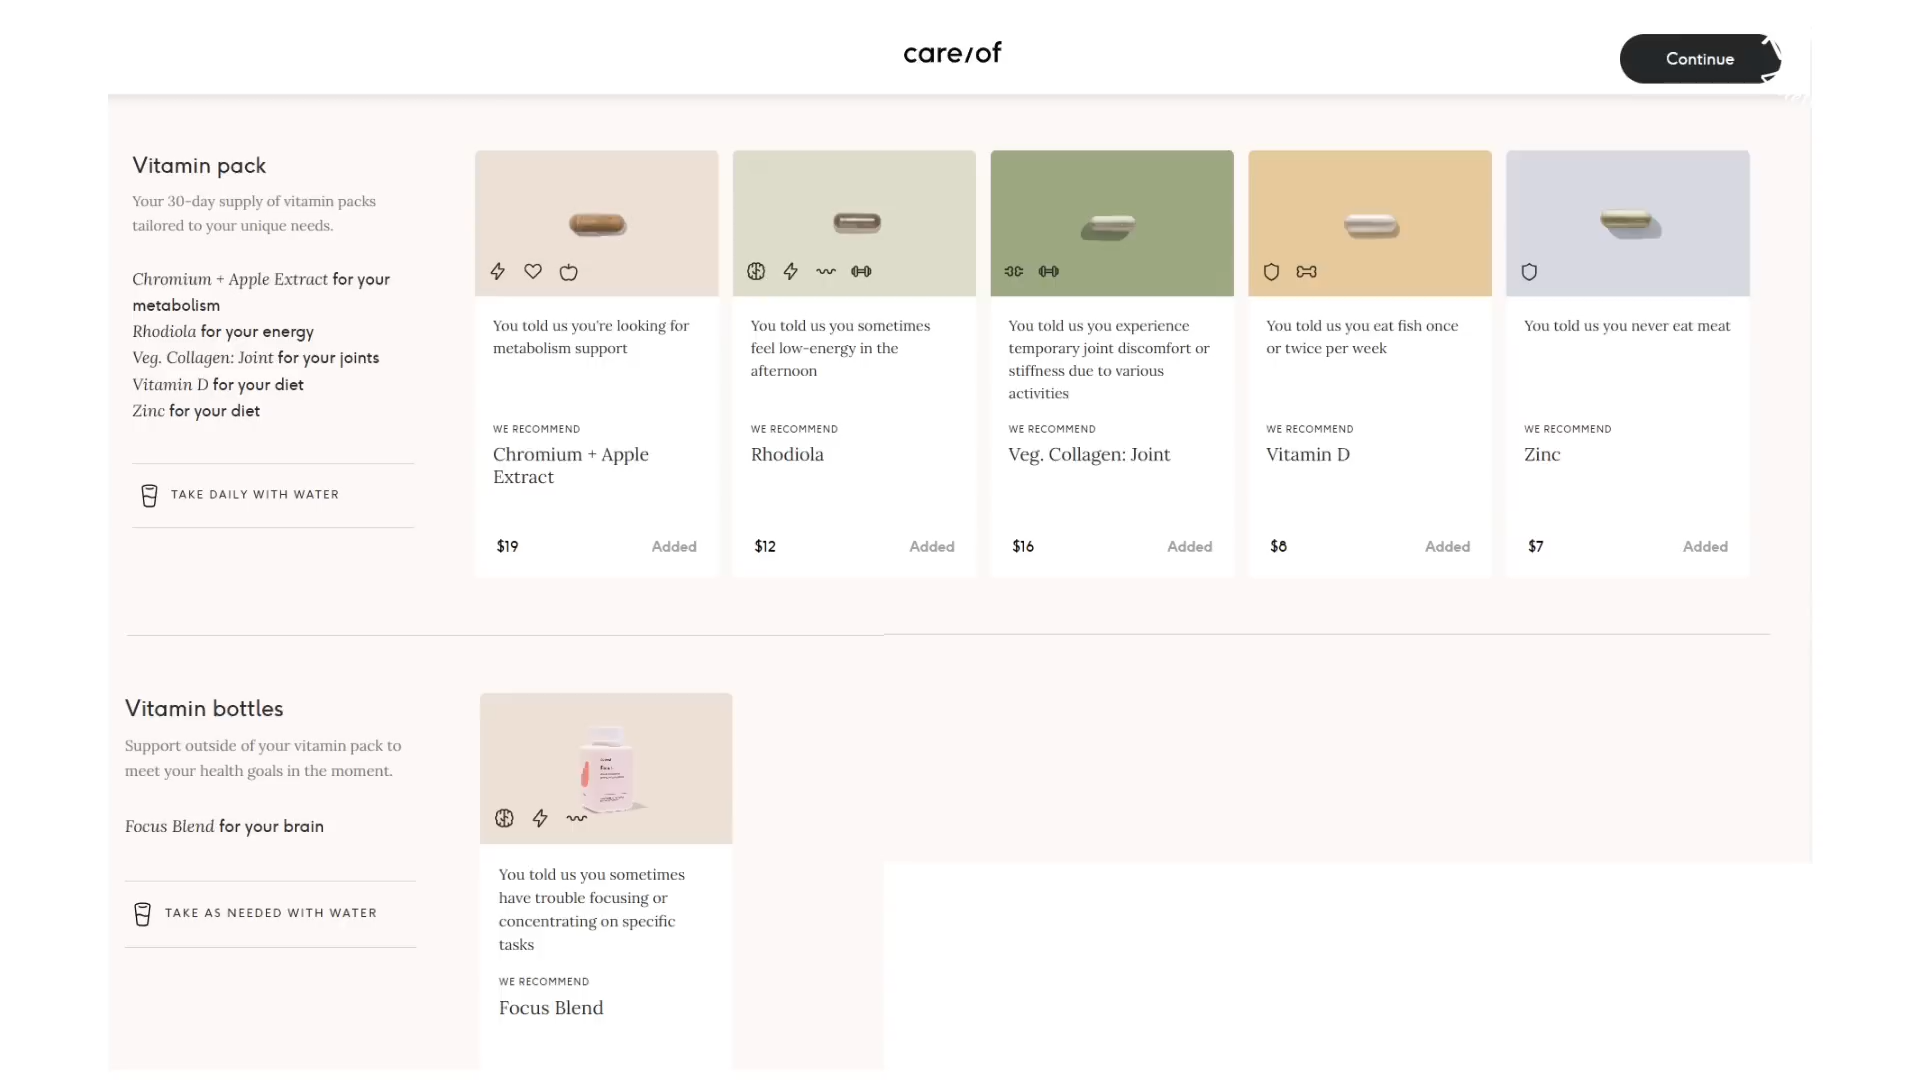 care/of
Continue
Vitamin pack
Your 30-day supply of vitamin packs
tailored to your unique needs.
Chromium + Apple Extract for your
metabolism
Rhodiola for your energy
Veg. Collagen: Joint for your joints
Vitamin D for your diet
Zinc for your diet
TAKE DAILY WITH WATER
You told us you're looking for
metabolism support
WE RECOMMEND
Chromium + Apple
Extract
$19
Added
You told us you sometimes
feel low-energy in the
afternoon
WE RECOMMEND
Rhodiola
$12
Added
You told us you experience
temporary joint discomfort or
stiffness due to various
activities
WE RECOMMEND
Veg. Collagen: Joint
$16
Added
You told us you eat fish once
or twice per week
WE RECOMMEND
Vitamin D
$8
Added
You told us you never eat meat
WE RECOMMEND
Zinc
$7
Added
Vitamin bottles
Support outside of your vitamin pack to
meet your health goals in the moment.
Focus Blend for your brain
TAKE AS NEEDED WITH WATER
You told us you sometimes
have trouble focusing or
concentrating on specific
tasks
WE RECOMMEND
Focus Blend